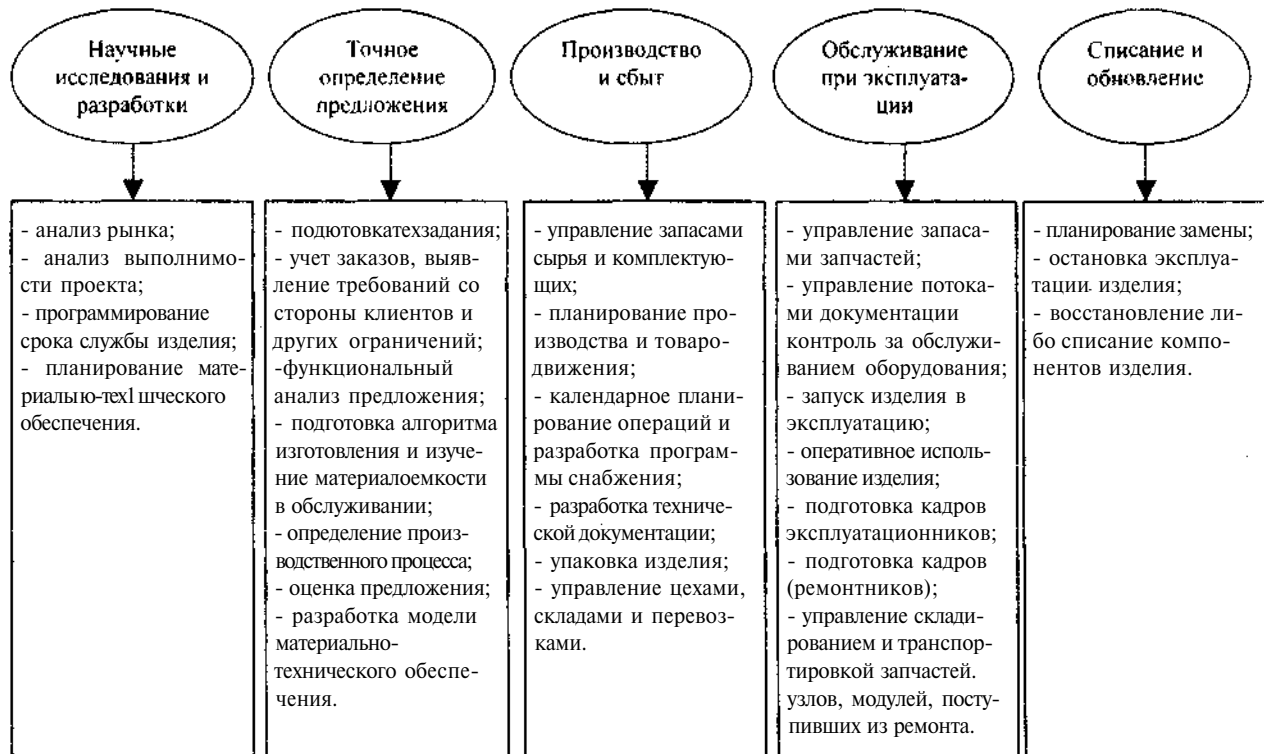 Научные
исследования и
разработки
Точное
определение
предложения
Производство
и сбыт
Обслуживание
при эксплуата-
ции
Списание и
обновление
- анализ рынка;
- анализ выполнимо-
сти проекта;
- программирование
срока службы изделия;
- планирование мате-
риалыю-тех1 шческого
обеспечения.
- подютовкатехзадания;
- учет заказов, выяв-
ление требований со
стороны клиентов и
других ограничений;
-функциональный
анализ предложения;
- подготовка алгоритма
изготовления и изуче-
ние материалоемкости
в обслуживании;
- определение произ-
водственного процесса;
- оценка предложения;
- разработка модели
материально-
технического обеспе-
чения.
- управление запасами
сырья и комплектую-
щих;
- планирование про-
изводства и товаро-
движения;
- календарное плани-
рование операций и
разработка програм-
мы снабжения;
- разработка техниче-
ской документации;
- упаковка изделия;
- управление цехами,
складами и перевоз-
ками.
- управление запаса-
ми запчастей;
- управление потока-
ми документации
контроль за обслужи-
ванием оборудования;
- запуск изделия в
эксплуатацию;
- оперативное исполь-
зование изделия;
- подготовка кадров
эксплуатационников;
- подготовка кадров
(ремонтников);
- управление склади-
рованием и транспор-
тировкой запчастей.
узлов, модулей, посту-
пивших из ремонта.
- планирование замены;
- остановка эксплуа-
тации. изделия;
- восстановление ли-
бо списание компо-
нентов изделия.